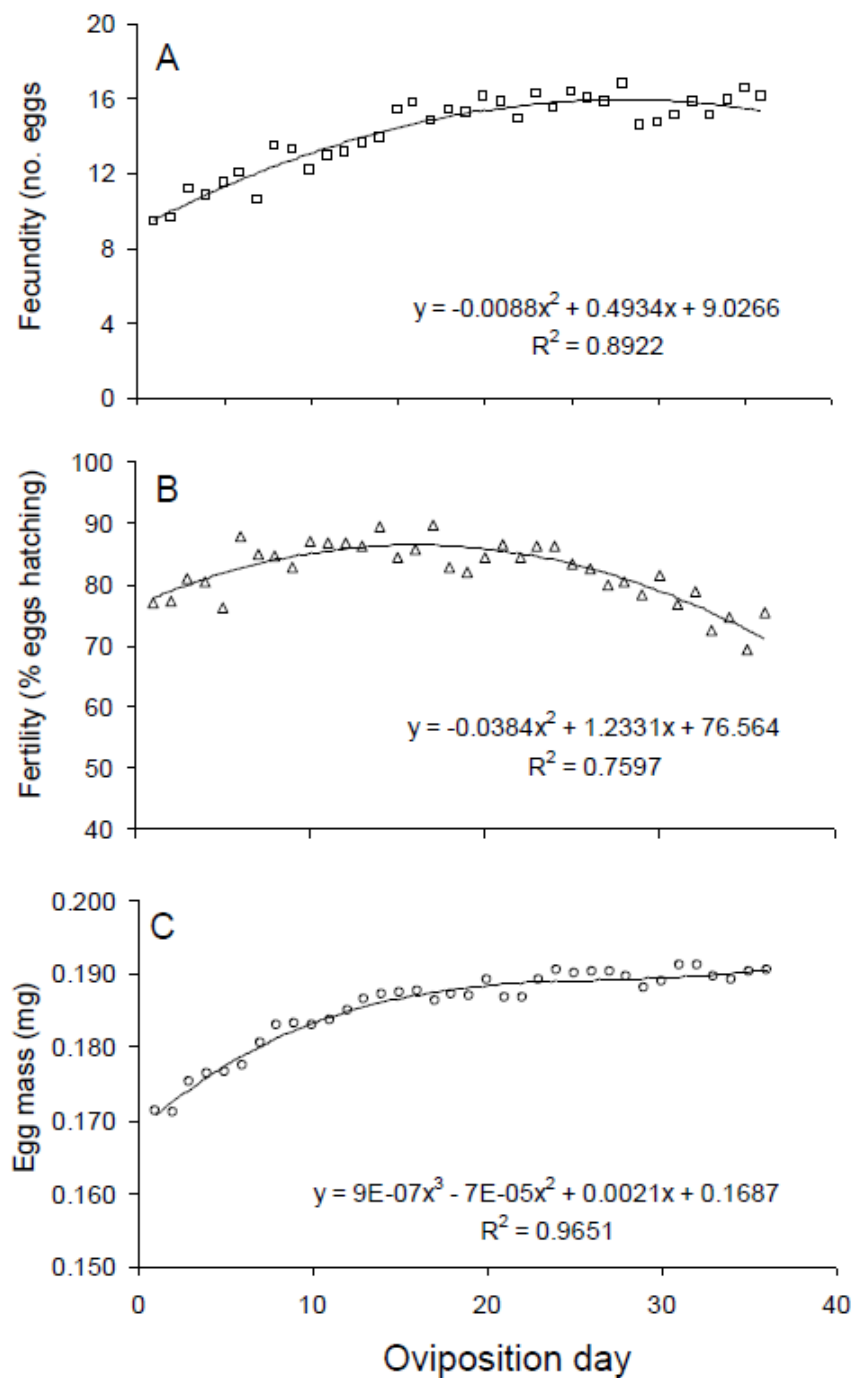 A
Fecundity (no. eggs
20
16
12
8
4
0
y = -0.0088x² + 0.4934x + 9.0266
R² = 0.8922
B
Fertility (% eggs hatching)
100
90
80
70
60
50
40
y = -0.0384x² + 1.2331x + 76.564
R² = 0.7597
C
Egg mass (mg)
0.200
0.190
0.180
0.170
0.160
0.150
y = 9E-07x³ - 7E-05x² + 0.0021x + 0.1687
R² = 0.9651
0 10 20 30 40
Oviposition day